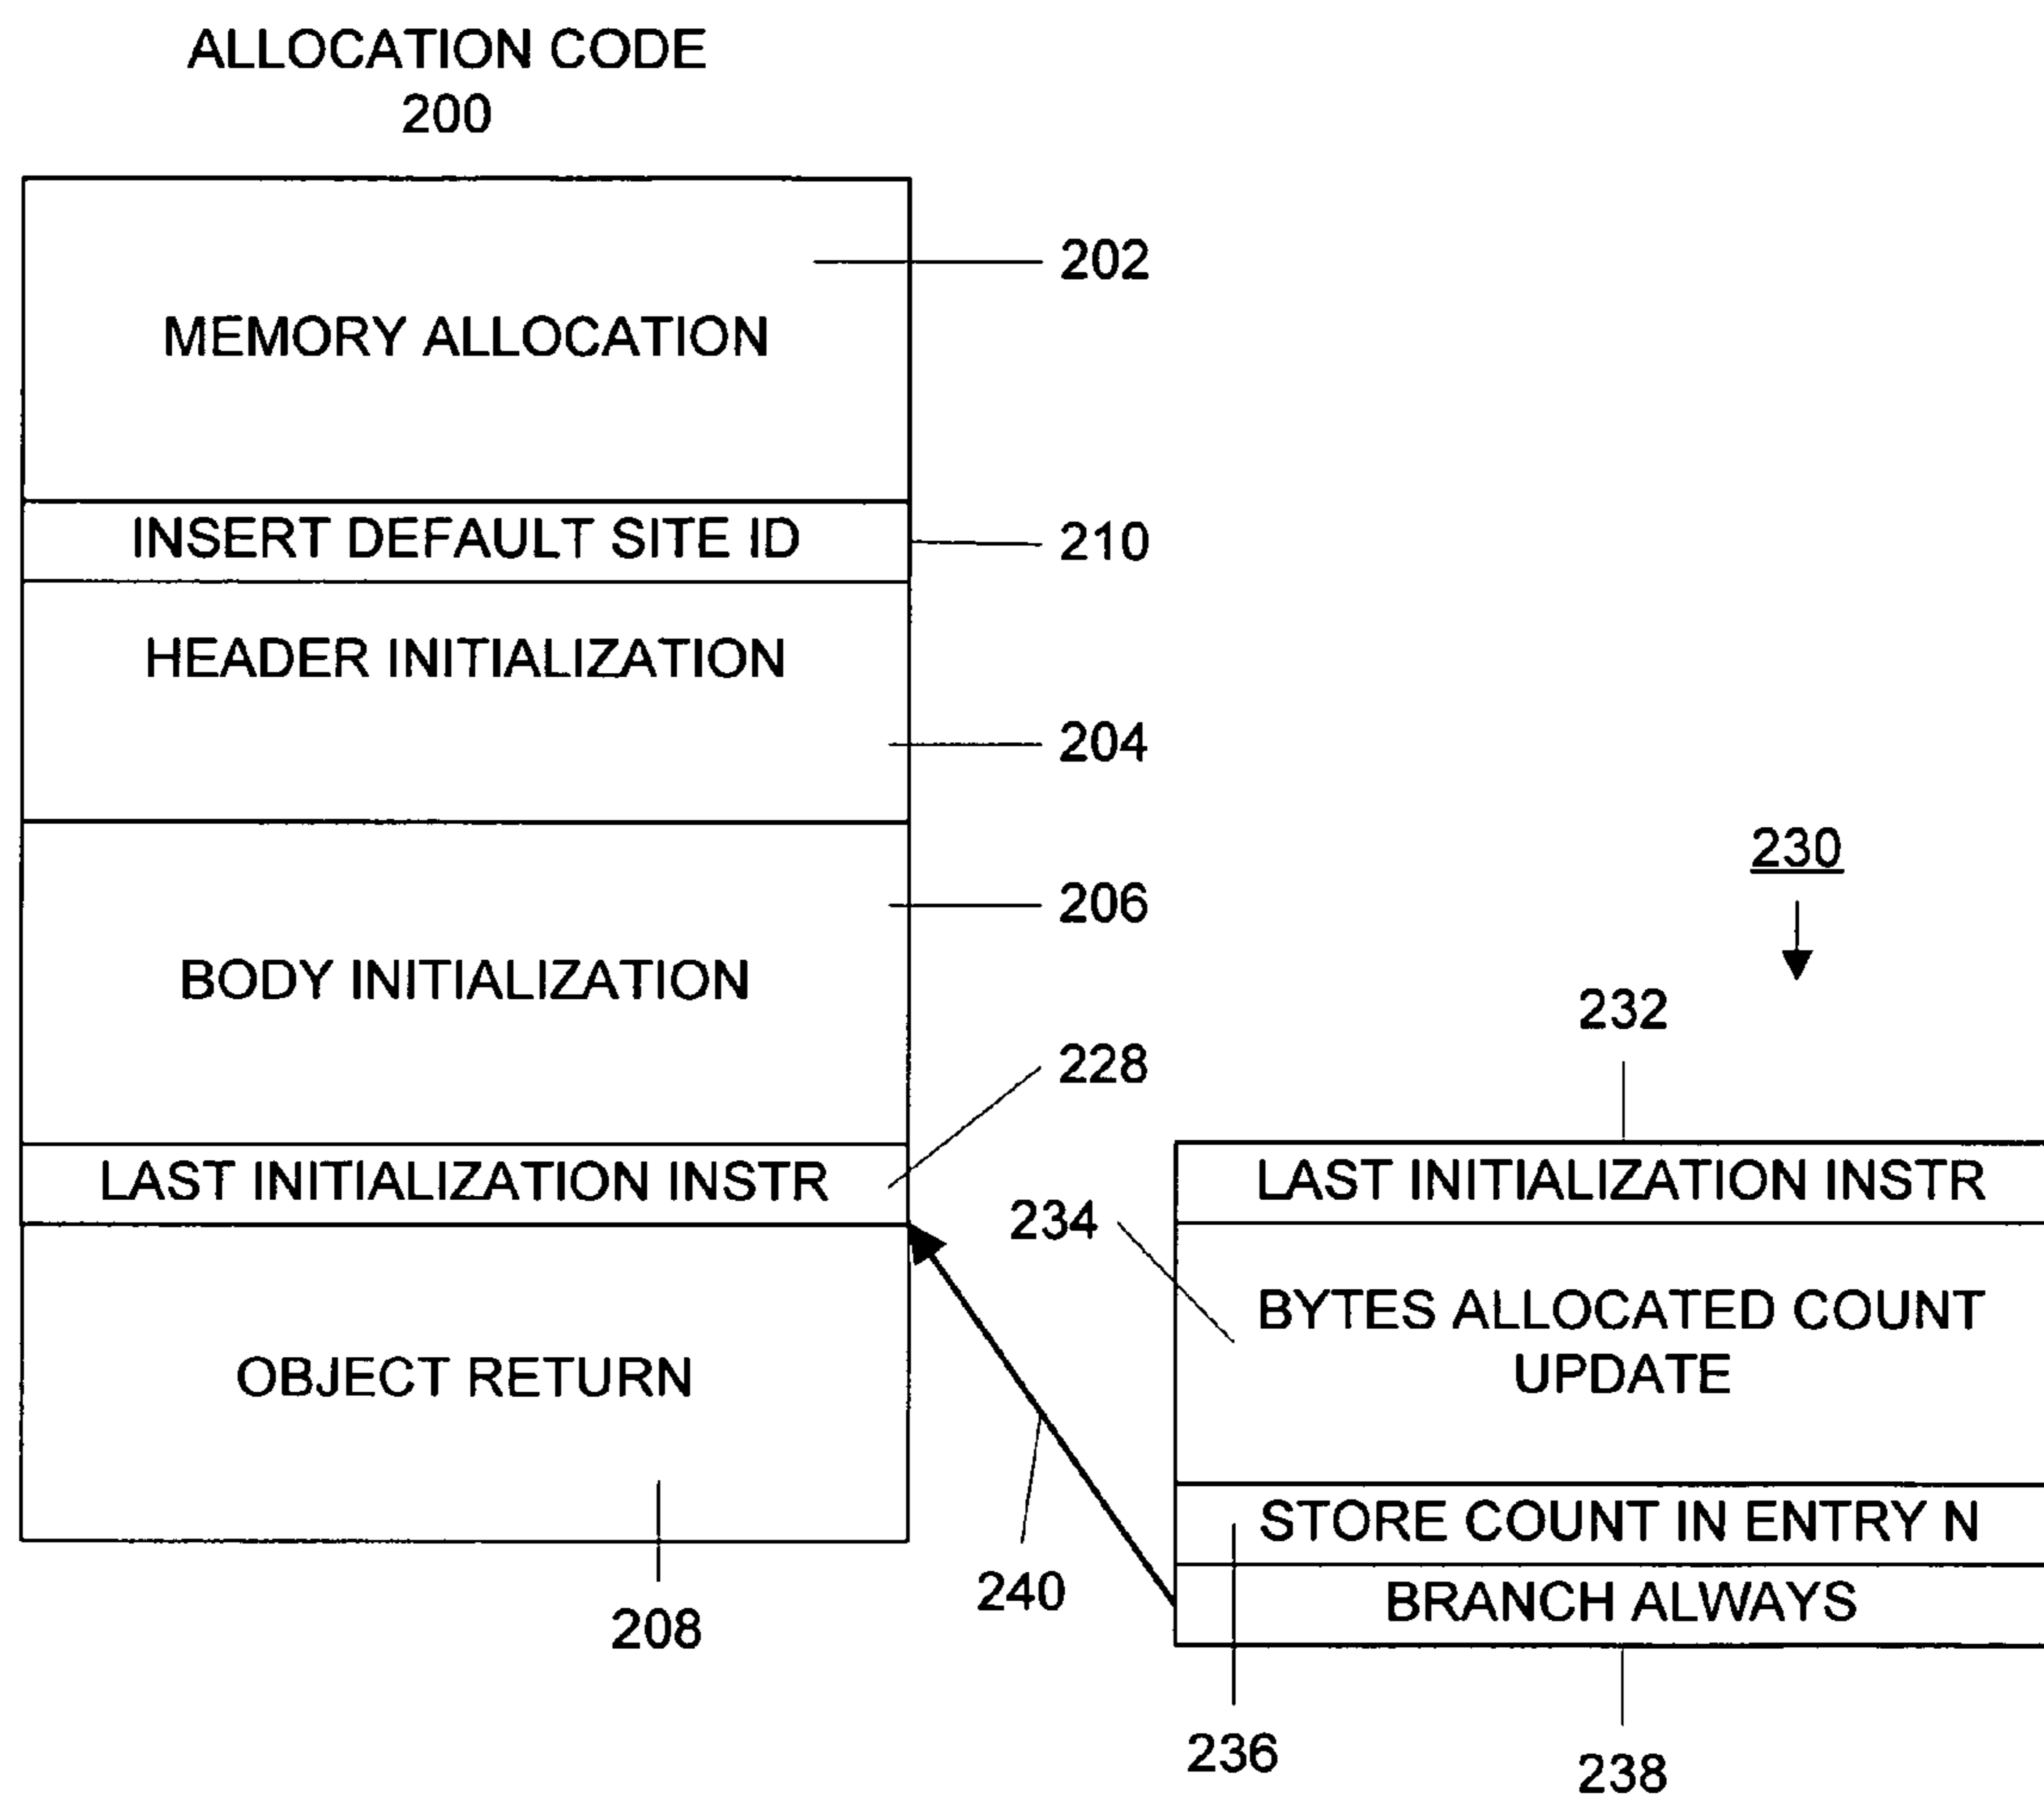 ALLOCATION CODE
200
202
MEMORY ALLOCATION
INSERT DEFAULT SITE ID
210
HEADER INITIALIZATION
204
206
BODY INITIALIZATION
228
LAST INITIALIZATION INSTR
OBJECT RETURN
208
230
232
LAST INITIALIZATION INSTR
234
BYTES ALLOCATED COUNT
UPDATE
STORE COUNT IN ENTRY N
BRANCH ALWAYS
240
236
238